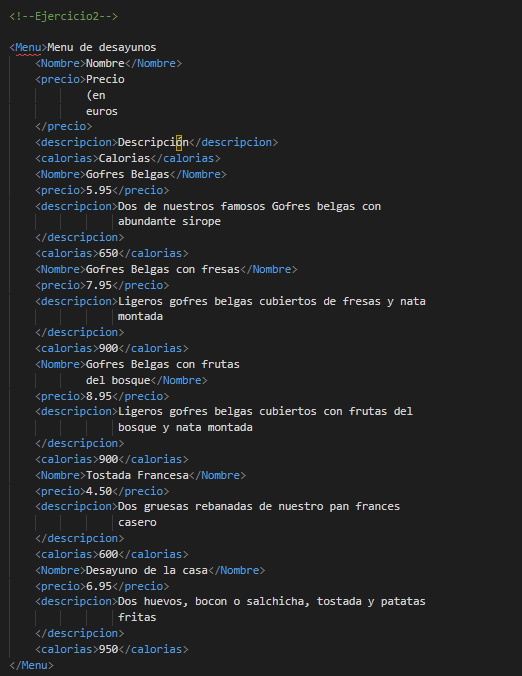 <!--Ejercicio2-->
<Menu>Menu de desayunos
<Nombre>Nombre</Nombre>
<precio>Precio
(en
euros
</precio>
<descripcion>Descripción</descripcion>
<calorias>Calorias</calorias>
<Nombre>Gofres Belgas</Nombre>
<precio>5.95</precio>
<descripcion>Dos de nuestros famosos Gofres belgas con
abundante sirope
</descripcion>
<calorias>650</calorias>
<Nombre>Gofres Belgas con fresas</Nombre>
<precio>7.95</precio>
<descripcion>Ligeros gofres belgas cubiertos de fresas y nata
montada
</descripcion>
<calorias>900</calorias>
<Nombre>Gofres Belgas con frutas
del bosque</Nombre>
<precio>8.95</precio>
<descripcion>Ligeros gofres belgas cubiertos con frutas del
bosque y nata montada
</descripcion>
<calorias>900</calorias>
<Nombre>Tostada Francesa</Nombre>
<precio>4.50</precio>
<descripcion>Dos gruesas rebanadas de nuestro pan frances
casero
</descripcion>
<calorias>600</calorias>
<Nombre>Desayuno de la casa</Nombre>
<precio>6.95</precio>
<descripcion>Dos huevos, bocon o salchicha, tostada y patatas
fritas
</descripcion>
<calorias>950</calorias>
</Menu>